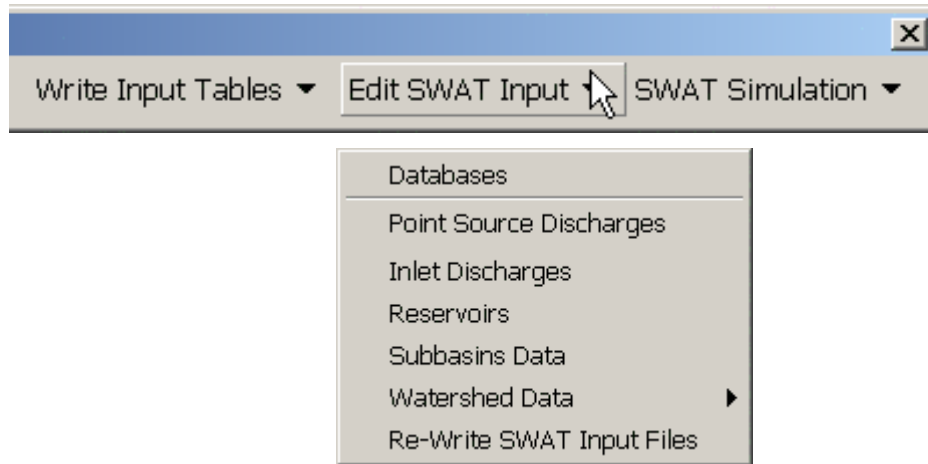 Write Input Tables Edit SWAT Input SWAT Simulation
Databases
Point Source Discharges
Inlet Discharges
Reservoirs
Subbasins Data
Watershed Data
Re-Write SWAT Input Files